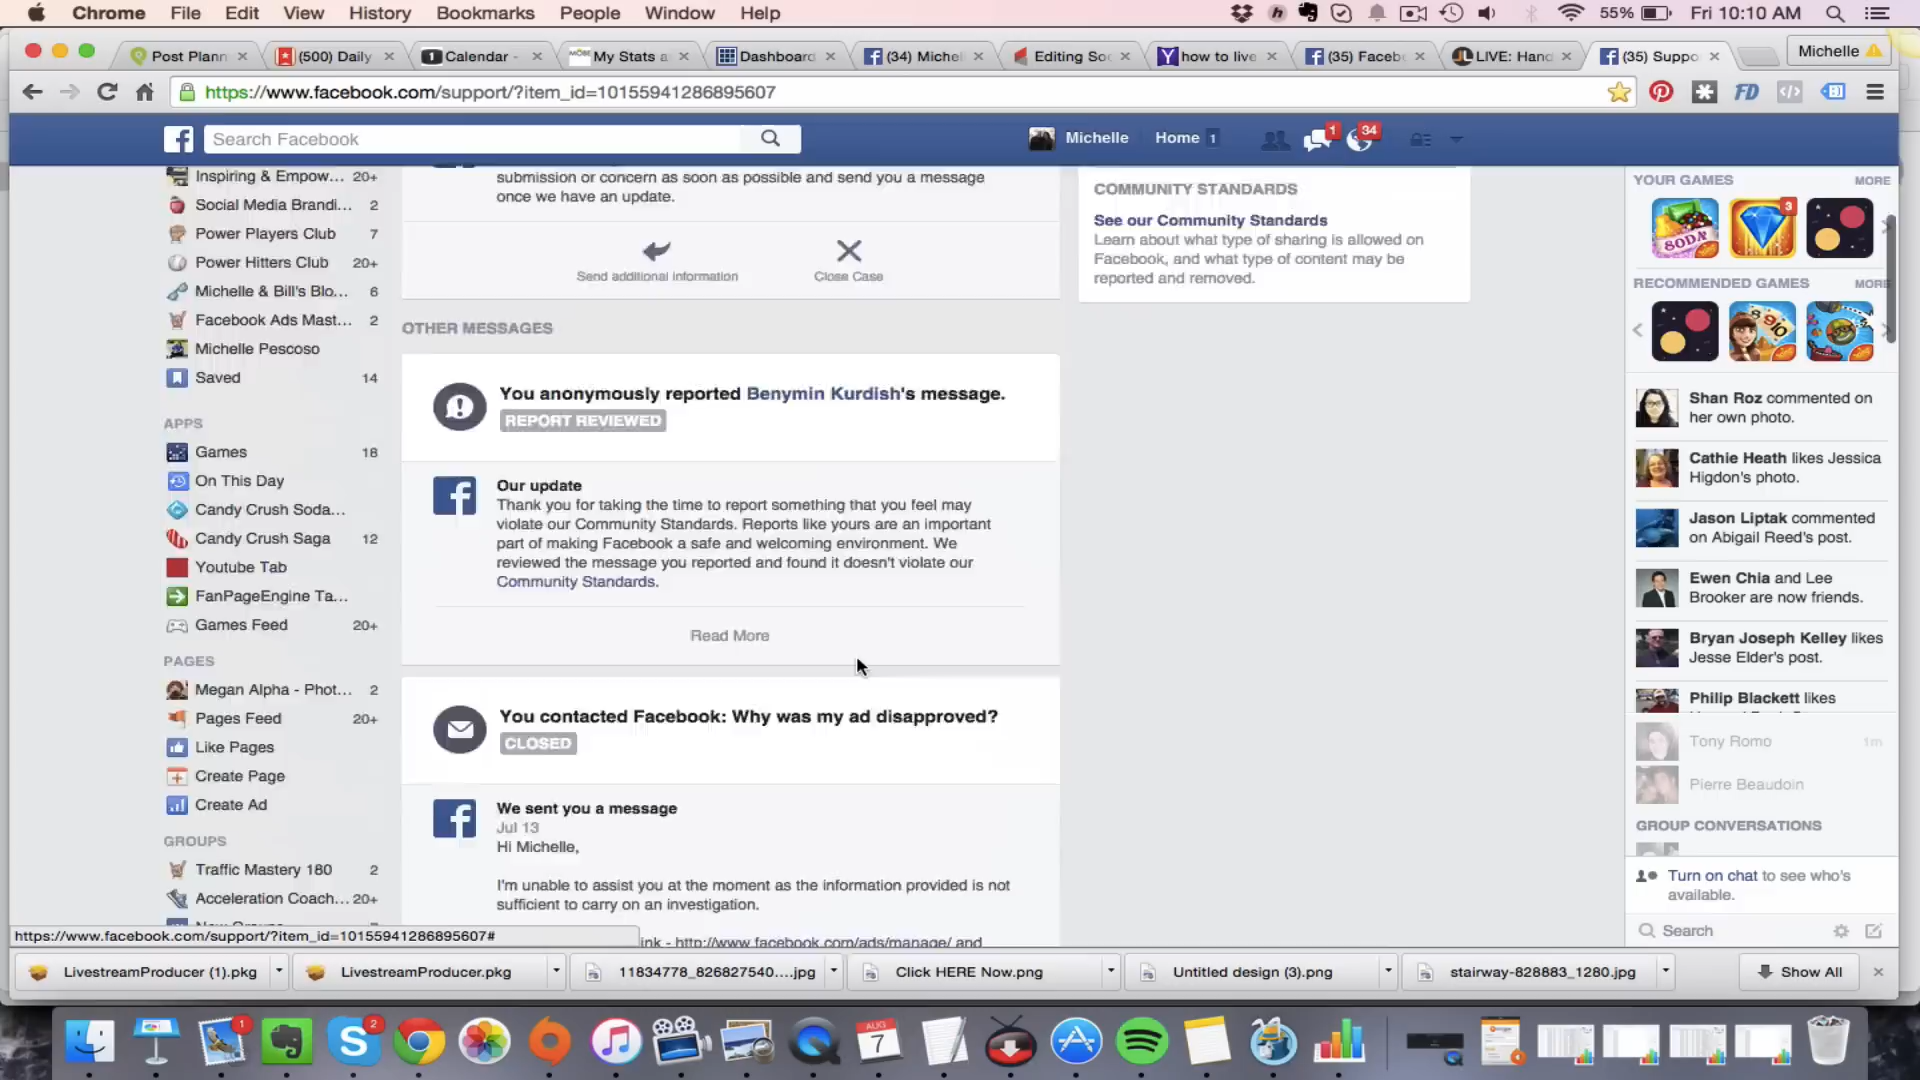 Chrome File Edit View History Bookmarks People Window Help
55% Fri 10:10 AM
Post Plann
(500) Daily
Calendar -
My Stats a
Dashboard
(34) Michel
Editing Soc
how to live
(35) Faceb
LIVE: Hand
(35) Suppo
Michelle
https://www.facebook.com/support/?item_id=10155941286895607
Search Facebook
Michelle
Home 1
1
34
Inspiring & Empow... 20+
Social Media Brandi... 2
Power Players Club 7
Power Hitters Club 20+
Michelle & Bill's Blo... 6
Facebook Ads Mast... 2
Michelle Pescoso
Saved 14
APPS
Games 18
On This Day
Candy Crush Soda...
Candy Crush Saga 12
Youtube Tab
FanPageEngine Ta...
Games Feed 20+
PAGES
Megan Alpha - Phot... 2
Pages Feed 20+
Like Pages
Create Page
Create Ad
GROUPS
Traffic Mastery 180 2
Acceleration Coach... 20+
submission or concern as soon as possible and send you a message
once we have an update.
Send additional information
Close Case
OTHER MESSAGES
You anonymously reported Benymin Kurdish's message.
REPORT REVIEWED
Our update
Thank you for taking the time to report something that you feel may
violate our Community Standards. Reports like yours are an important
part of making Facebook a safe and welcoming environment. We
reviewed the message you reported and found it doesn't violate our
Community Standards.
Read More
You contacted Facebook: Why was my ad disapproved?
CLOSED
We sent you a message
Jul 13
Hi Michelle,
I'm unable to assist you at the moment as the information provided is not
sufficient to carry on an investigation.
ink - http://www.facebook.com/ads/manage/ and
COMMUNITY STANDARDS
See our Community Standards
Learn about what type of sharing is allowed on
Facebook, and what type of content may be
reported and removed.
YOUR GAMES MORE
SODA
3
RECOMMENDED GAMES MORE
Shan Roz commented on
her own photo.
Cathie Heath likes Jessica
Higdon's photo.
Jason Liptak commented
on Abigail Reed's post.
Ewen Chia and Lee
Brooker are now friends.
Bryan Joseph Kelley likes
Jesse Elder's post.
Philip Blackett likes
Tony Romo 1m
Pierre Beaudoin
GROUP CONVERSATIONS
Turn on chat to see who's
available.
Search
https://www.facebook.com/support/?item_id=10155941286895607#
LivestreamProducer (1).pkg
LivestreamProducer.pkg
11834778_826827540....jpg
Click HERE Now.png
Untitled design (3).png
stairway-828883_1280.jpg
Show All
1
2
AUG
7